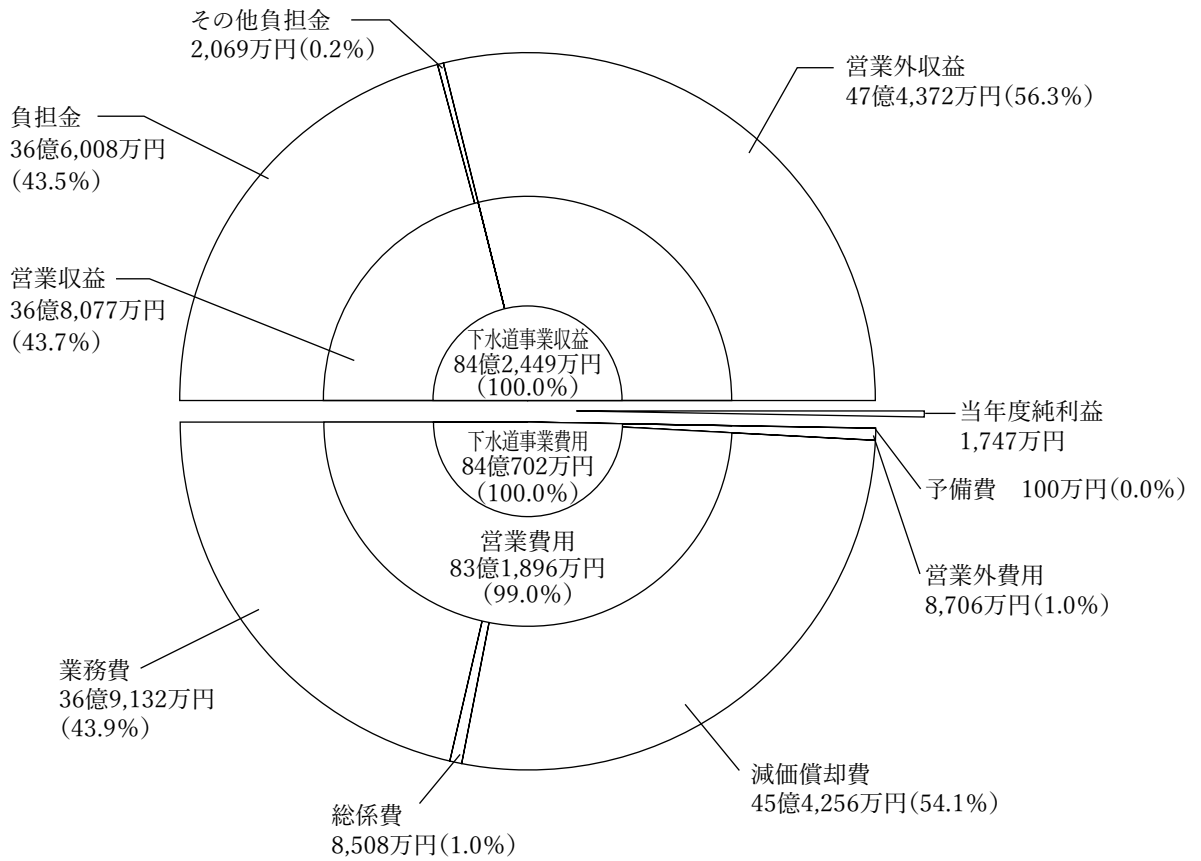 その他負担金
2,069万円(0.2%)
営業外収益
47億4,372万円(56.3%)
負担金
36億6,008万円
(43.5%)
営業収益
36億8,077万円
(43.7%)
下水道事業収益
84億2,449万円
(100.0%)
当年度純利益
1,747万円
下水道事業費用
84億702万円
(100.0%)
予備費　100万円(0.0%)
営業費用
83億1,896万円
(99.0%)
営業外費用
8,706万円(1.0%)
業務費
36億9,132万円
(43.9%)
減価償却費
45億4,256万円(54.1%)
総係費
8,508万円(1.0%)